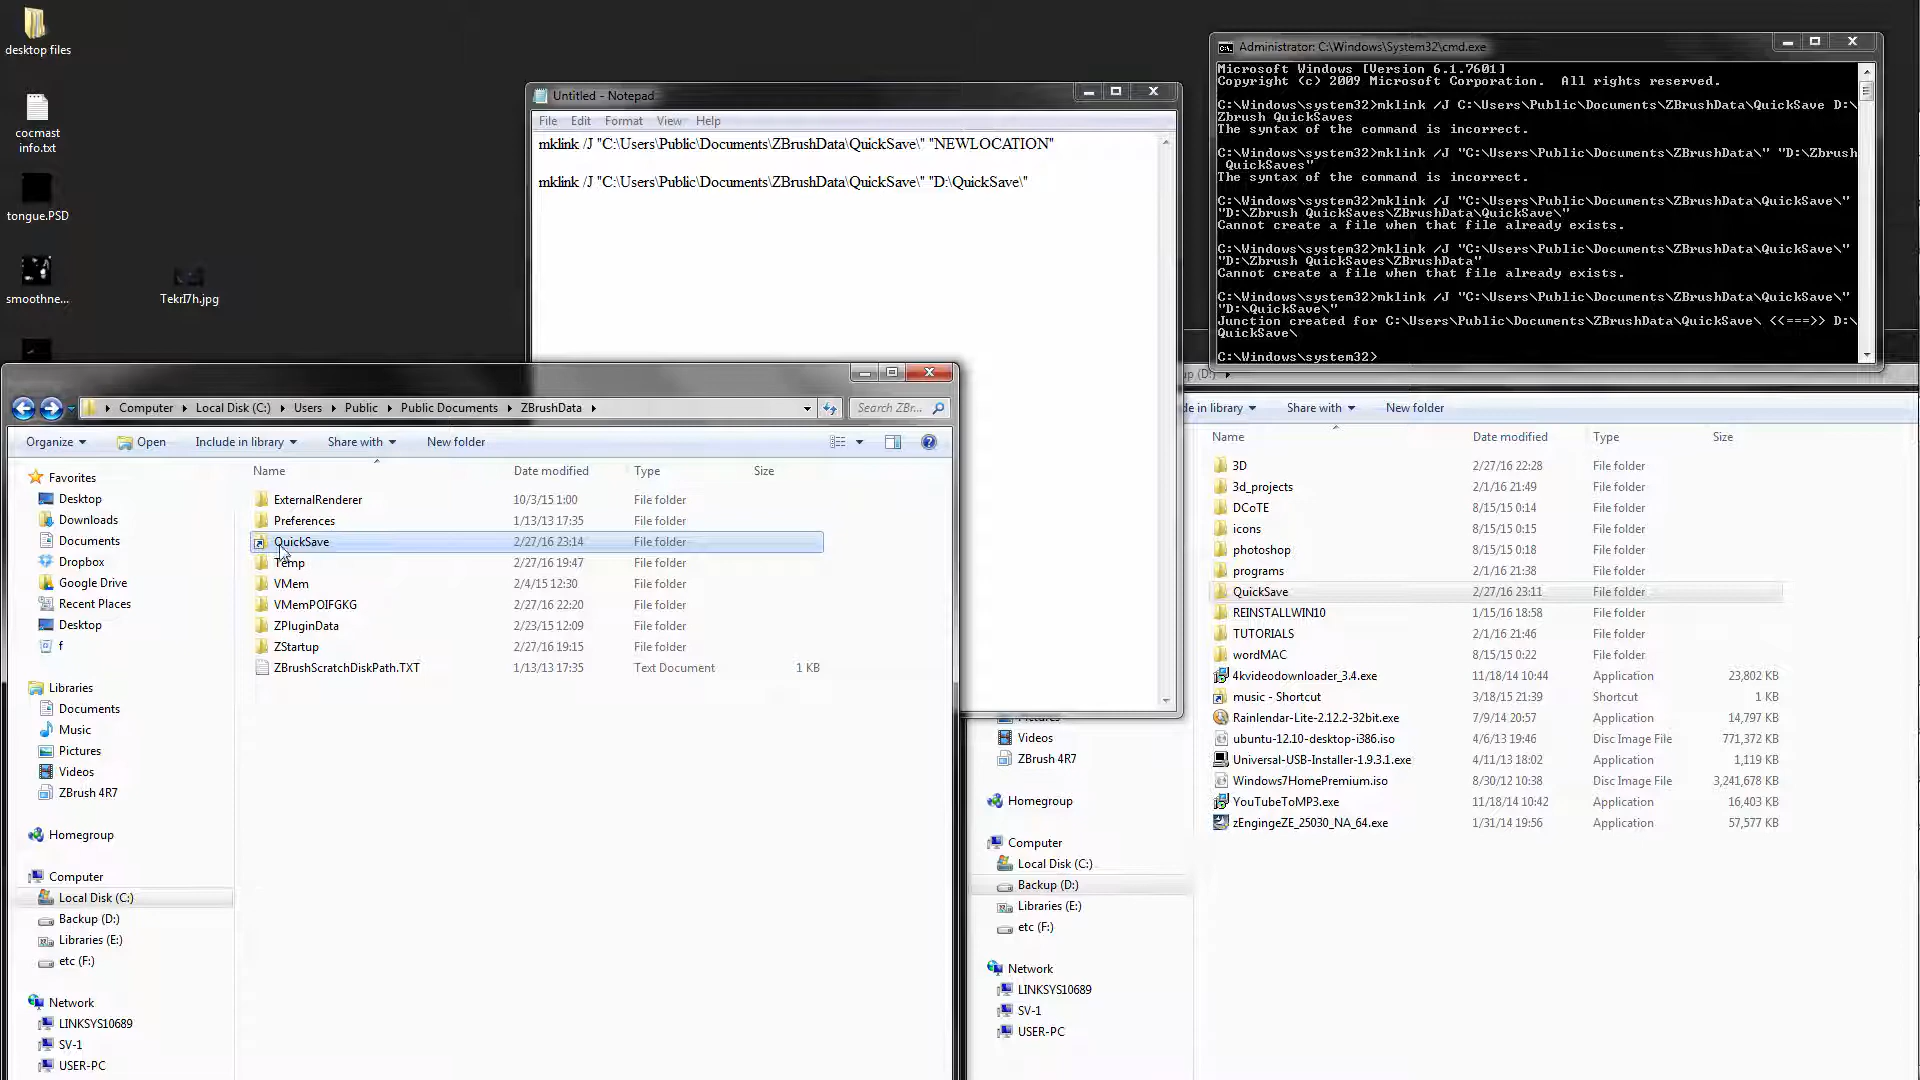 desktop files
cocmast
info.txt
tongue.PSD
smoothne...
TekrI7h.jpg
Untitled - Notepad
File Edit Format View Help
mklink /J "C:\Users\Public\Documents\ZBrushData\QuickSave\" "NEWLOCATION"
mklink /J "C:\Users\Public\Documents\ZBrushData\QuickSave\" "D:\QuickSave\"
Administrator: C:\Windows\System32\cmd.exe
Microsoft Windows [Version 6.1.7601]
Copyright (c) 2009 Microsoft Corporation.  All rights reserved.
C:\Windows\system32>mklink /J C:\Users\Public\Documents\ZBrushData\QuickSave D:\
Zbrush QuickSaves
The syntax of the command is incorrect.
C:\Windows\system32>mklink /J "C:\Users\Public\Documents\ZBrushData\" "D:\Zbrush
QuickSaves"
The syntax of the command is incorrect.
C:\Windows\system32>mklink /J "C:\Users\Public\Documents\ZBrushData\QuickSave\"
"D:\Zbrush QuickSaves\ZBrushData\QuickSave\"
Cannot create a file when that file already exists.
C:\Windows\system32>mklink /J "C:\Users\Public\Documents\ZBrushData\QuickSave\"
"D:\Zbrush QuickSaves\ZBrushData"
Cannot create a file when that file already exists.
C:\Windows\system32>mklink /J "C:\Users\Public\Documents\ZBrushData\QuickSave\"
"D:\QuickSave\"
Junction created for C:\Users\Public\Documents\ZBrushData\QuickSave\ <<===>> D:\
QuickSave\
C:\Windows\system32>
Computer Local Disk (C:) Users Public Public Documents ZBrushData
Search ZBr...
Organize Open Include in library Share with New folder
Favorites
Desktop
Downloads
Documents
Dropbox
Google Drive
Recent Places
Desktop
f
Libraries
Documents
Music
Pictures
Videos
ZBrush 4R7
Homegroup
Computer
Local Disk (C:)
Backup (D:)
Libraries (E:)
etc (F:)
Network
LINKSYS10689
SV-1
USER-PC
Name Date modified Type Size
ExternalRenderer 10/3/15 1:00 File folder
Preferences 1/13/13 17:35 File folder
QuickSave 2/27/16 23:14 File folder
Temp 2/27/16 19:47 File folder
VMem 2/4/15 12:30 File folder
VMemPOIFGKG 2/27/16 22:20 File folder
ZPluginData 2/23/15 12:09 File folder
ZStartup 2/27/16 19:15 File folder
ZBrushScratchDiskPath.TXT 1/13/13 17:35 Text Document 1 KB
up (D:)
de in library Share with New folder
Pictures
Videos
ZBrush 4R7
Homegroup
Computer
Local Disk (C:)
Backup (D:)
Libraries (E:)
etc (F:)
Network
LINKSYS10689
SV-1
USER-PC
Name Date modified Type Size
3D 2/27/16 22:28 File folder
3d_projects 2/1/16 21:49 File folder
DCoTE 8/15/15 0:14 File folder
icons 8/15/15 0:15 File folder
photoshop 8/15/15 0:18 File folder
programs 2/1/16 21:38 File folder
QuickSave 2/27/16 23:11 File folder
REINSTALLWIN10 1/15/16 18:58 File folder
TUTORIALS 2/1/16 21:46 File folder
wordMAC 8/15/15 0:22 File folder
4kvideodownloader_3.4.exe 11/18/14 10:44 Application 23,802 KB
music - Shortcut 3/18/15 21:39 Shortcut 1 KB
Rainlendar-Lite-2.12.2-32bit.exe 7/9/14 20:57 Application 14,797 KB
ubuntu-12.10-desktop-i386.iso 4/6/13 19:46 Disc Image File 771,372 KB
Universal-USB-Installer-1.9.3.1.exe 4/11/13 18:02 Application 1,119 KB
Windows7HomePremium.iso 8/30/12 10:38 Disc Image File 3,241,678 KB
YouTubeToMP3.exe 11/18/14 10:42 Application 16,403 KB
zEngingeZE_25030_NA_64.exe 1/31/14 19:56 Application 57,577 KB